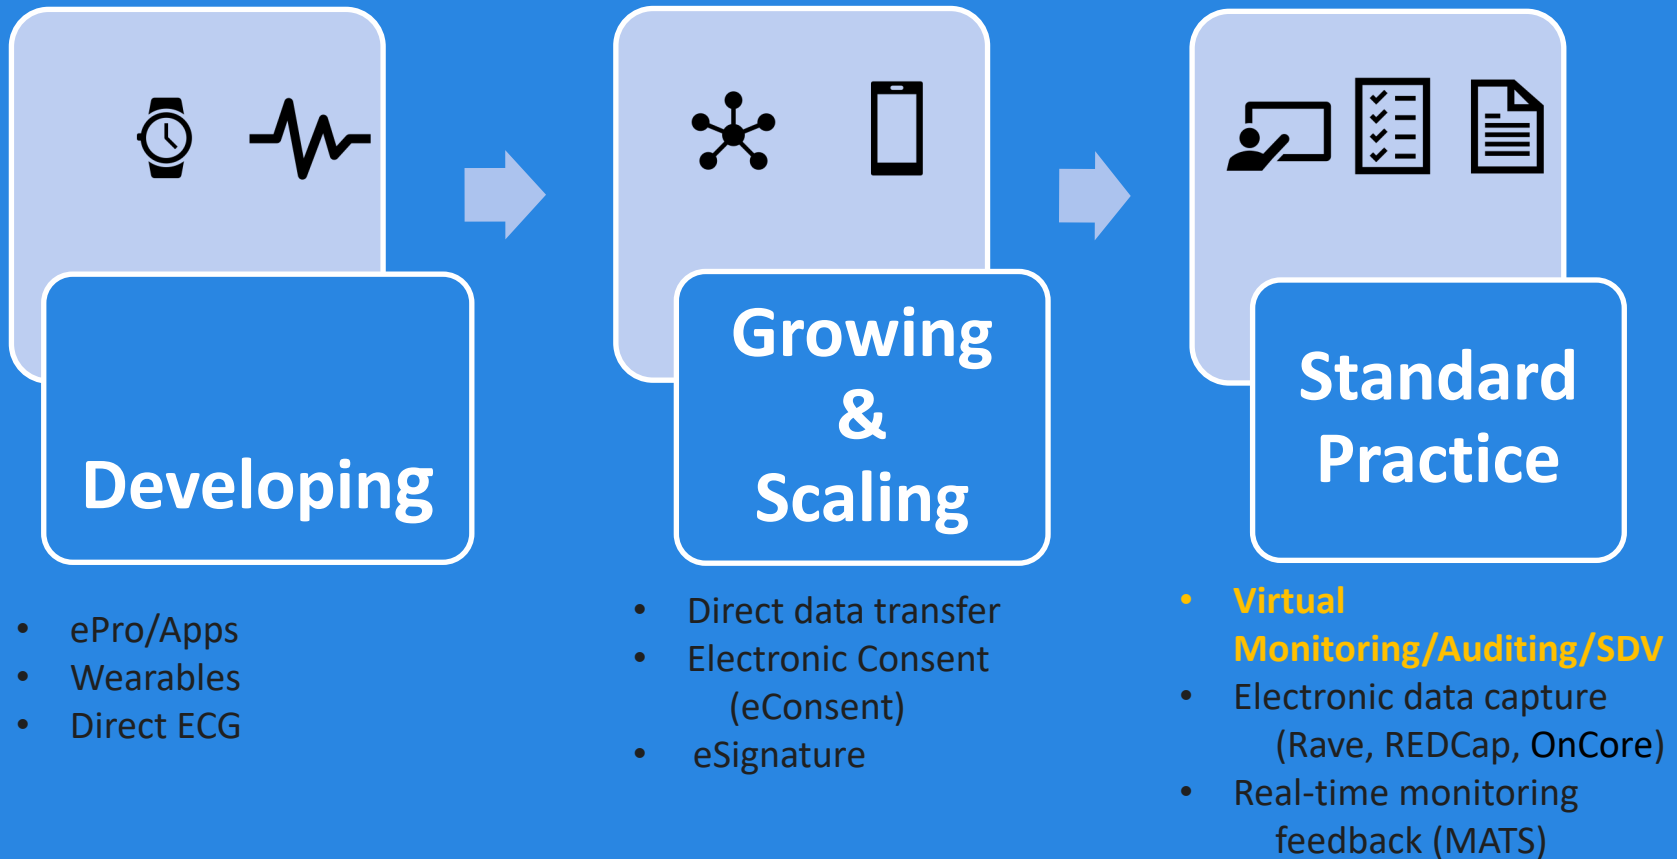 Developing
• ePro/Apps
• Wearables
• Direct ECG
Growing
&
Scaling
• Direct data transfer
• Electronic Consent
(eConsent)
• eSignature
Standard
Practice
• Virtual
Monitoring/Auditing/SDV
• Electronic data capture
(Rave, REDCap, OnCore)
• Real-time monitoring
feedback (MATS)